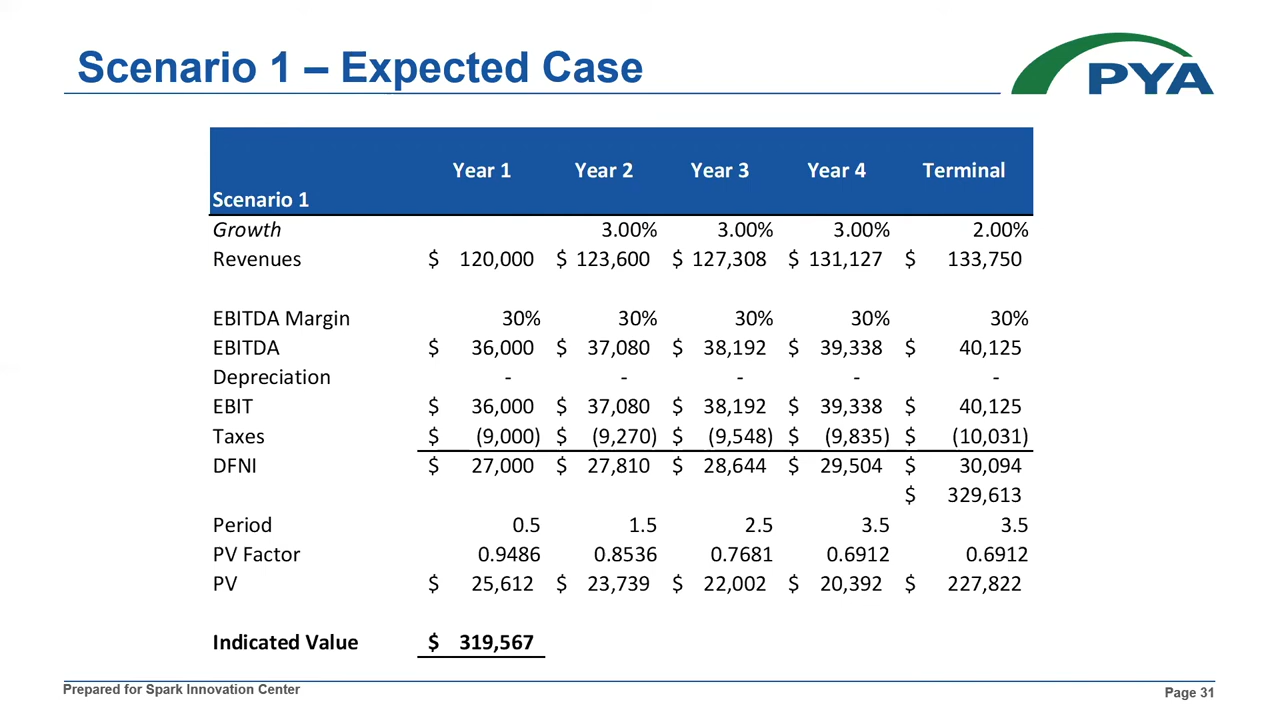 Scenario 1 – Expected Case
PYA
Year 1 Year 2 Year 3 Year 4 Terminal
Scenario 1
Growth 3.00% 3.00% 3.00% 2.00%
Revenues $ 120,000 $ 123,600 $ 127,308 $ 131,127 $ 133,750
EBITDA Margin 30% 30% 30% 30% 30%
EBITDA $ 36,000 $ 37,080 $ 38,192 $ 39,338 $ 40,125
Depreciation - - - - -
EBIT $ 36,000 $ 37,080 $ 38,192 $ 39,338 $ 40,125
Taxes $ (9,000) $ (9,270) $ (9,548) $ (9,835) $ (10,031)
DFNI $ 27,000 $ 27,810 $ 28,644 $ 29,504 $ 30,094
$ 329,613
Period 0.5 1.5 2.5 3.5 3.5
PV Factor 0.9486 0.8536 0.7681 0.6912 0.6912
PV $ 25,612 $ 23,739 $ 22,002 $ 20,392 $ 227,822
Indicated Value $ 319,567
Prepared for Spark Innovation Center
Page 31